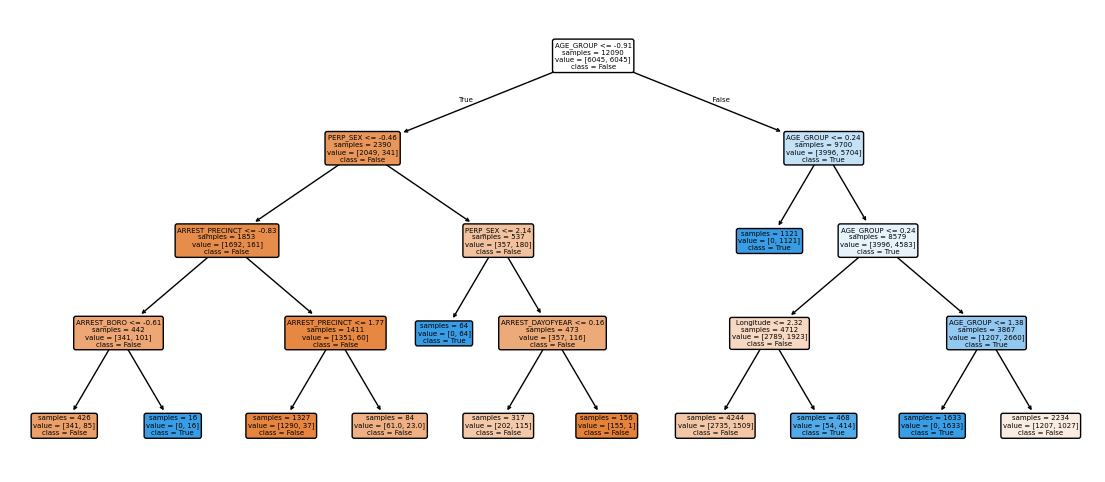 AGE_GROUP <= -0.91
samples = 12090
value = [6045, 6045]
class = False
True
False
PERP_SEX <= -0.46
samples = 2390
value = [2049, 341]
class = False
AGE_GROUP <= 0.24
samples = 9700
value = [3996, 5704]
class = True
ARREST_PRECINCT <= -0.83
samples = 1853
value = [1692, 161]
class = False
PERP_SEX <= 2.14
samples = 537
value = [357, 180]
class = False
samples = 1121
value = [0, 1121]
class = True
AGE_GROUP <= 0.24
samples = 8579
value = [3996, 4583]
class = True
ARREST_BORO <= -0.61
samples = 442
value = [341, 101]
class = False
ARREST_PRECINCT <= 1.77
samples = 1411
value = [1351, 60]
class = False
samples = 64
value = [0, 64]
class = True
ARREST_DAYOFYEAR <= 0.16
samples = 473
value = [357, 116]
class = False
Longitude <= 2.32
samples = 4712
value = [2789, 1923]
class = False
AGE_GROUP <= 1.38
samples = 3867
value = [1207, 2660]
class = True
samples = 426
value = [341, 85]
class = False
samples = 16
value = [0, 16]
class = True
samples = 1327
value = [1290, 37]
class = False
samples = 84
value = [61.0, 23.0]
class = False
samples = 317
value = [202, 115]
class = False
samples = 156
value = [155, 1]
class = False
samples = 4244
value = [2735, 1509]
class = False
samples = 468
value = [54, 414]
class = True
samples = 1633
value = [0, 1633]
class = True
samples = 2234
value = [1207, 1027]
class = False